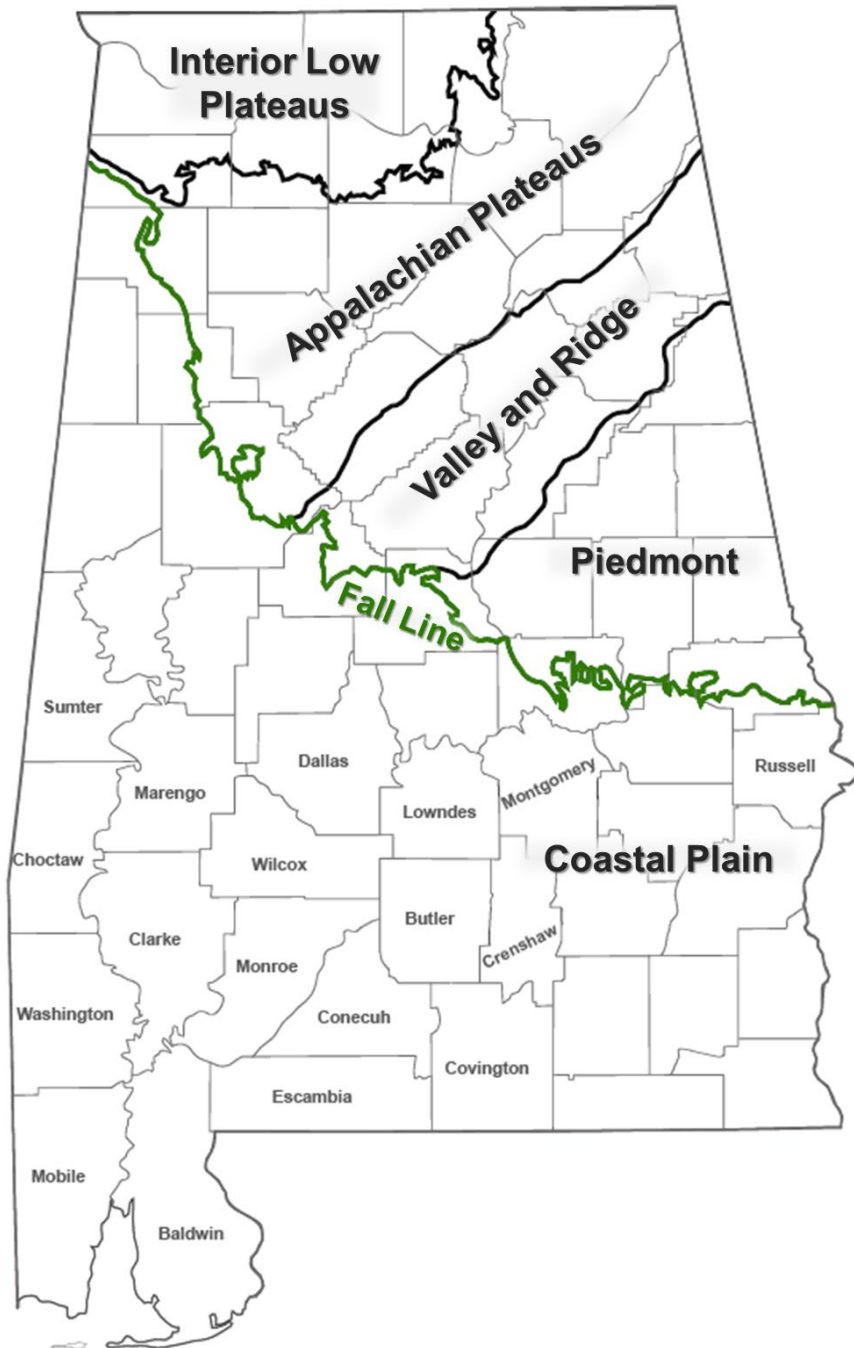 Interior Low
Plateaus
Appalachian Plateaus
Valley and Ridge
Piedmont
Fall Line
Sumter
Dallas
Montgomery
Russell
Marengo
Lowndes
Choctaw
Wilcox
Coastal Plain
Butler
Clarke
Crenshaw
Monroe
Washington
Conecuh
Covington
Escambia
Mobile
Baldwin